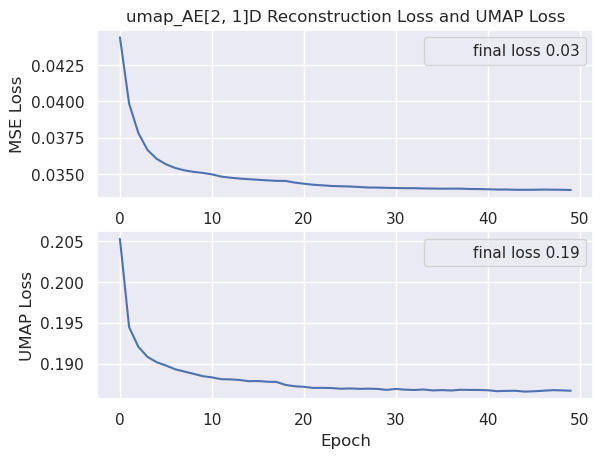 umap_AE[2, 1]D Reconstruction Loss and UMAP Loss
final loss 0.03
MSE Loss
0.0425
0.0400
0.0375
0.0350
0 10 20 30 40 50
final loss 0.19
UMAP Loss
0.205
0.200
0.195
0.190
0 10 20 30 40 50
Epoch